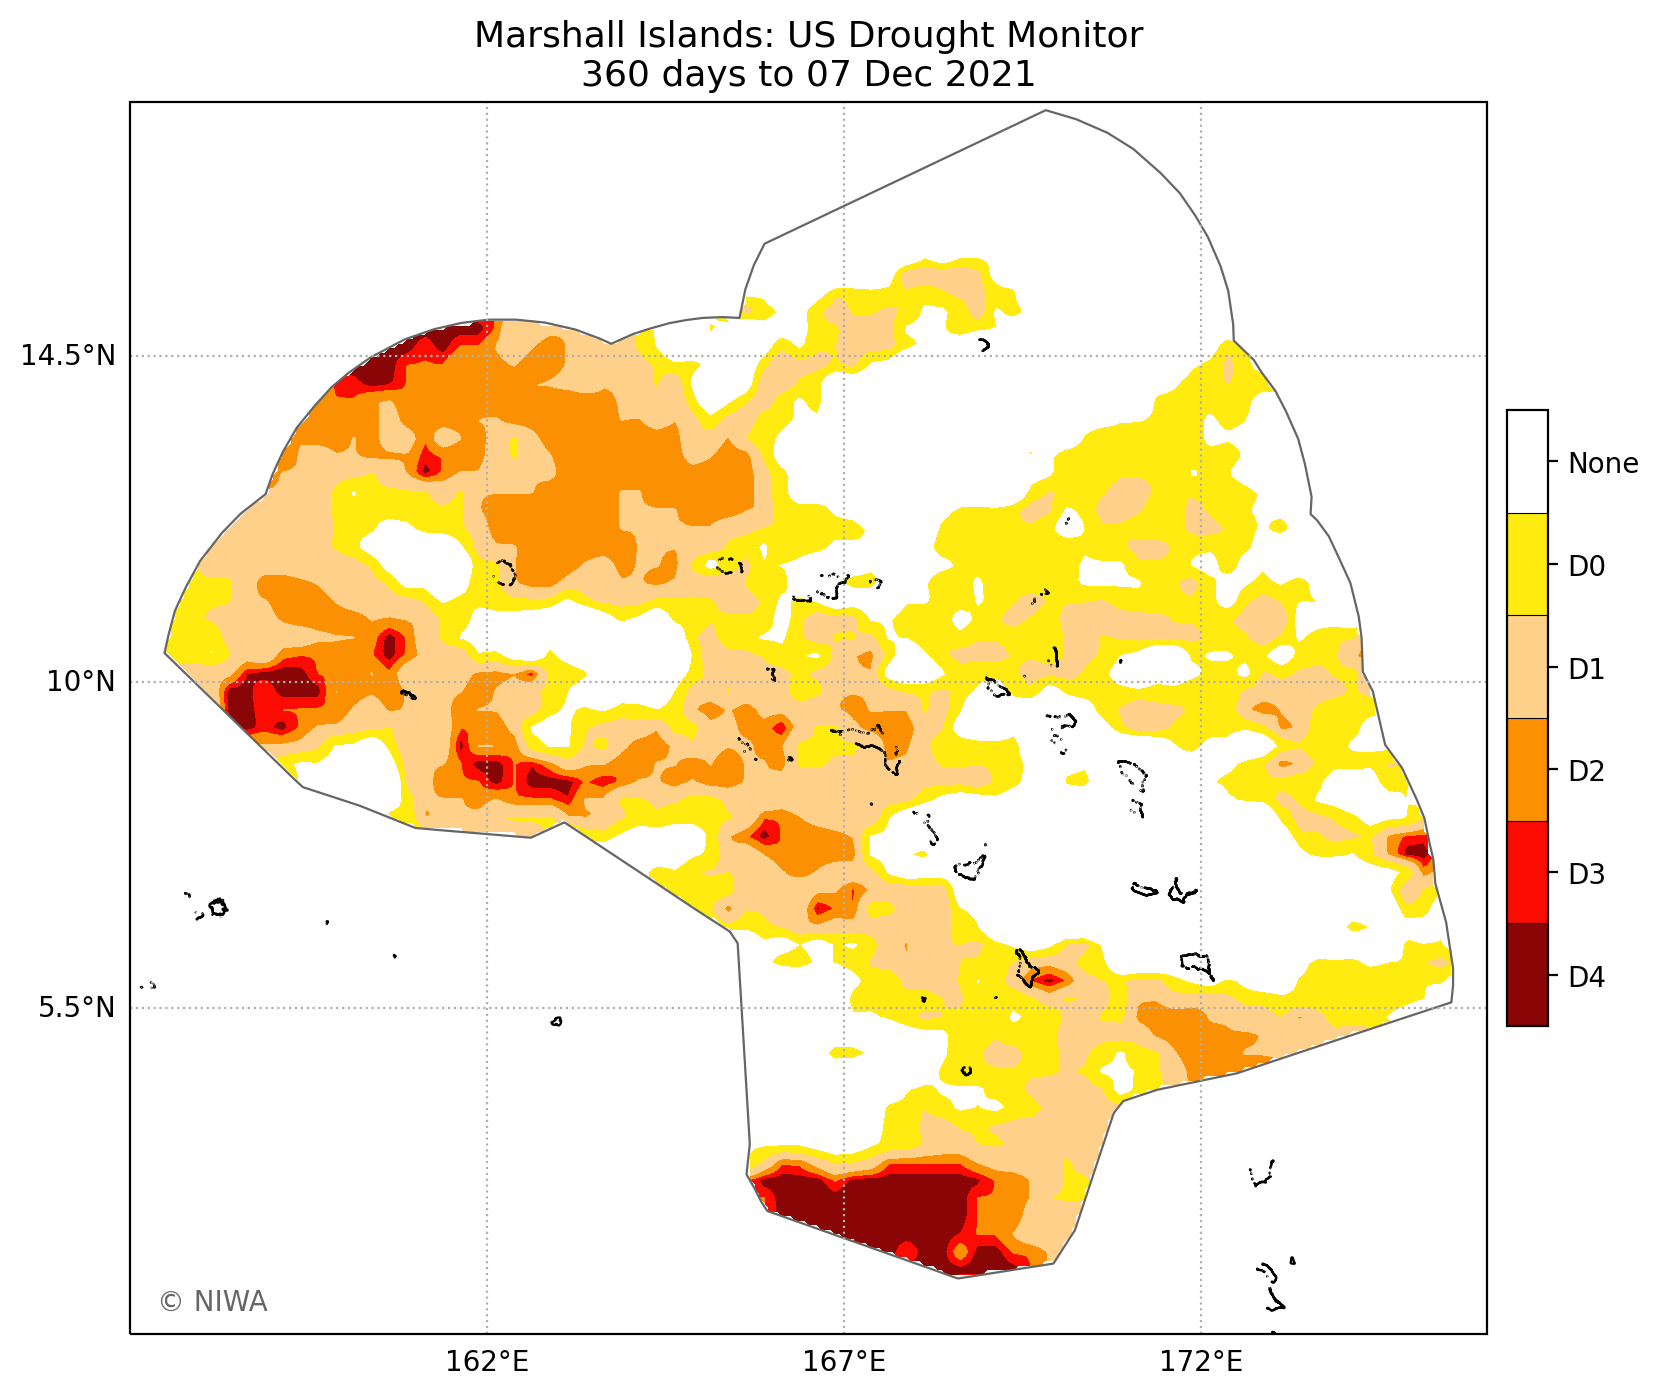 Marshall Islands: US Drought Monitor
360 days to 07 Dec 2021
14.5°N
10°N
5.5°N
162°E
167°E
172°E
None
D0
D1
D2
D3
D4
© NIWA